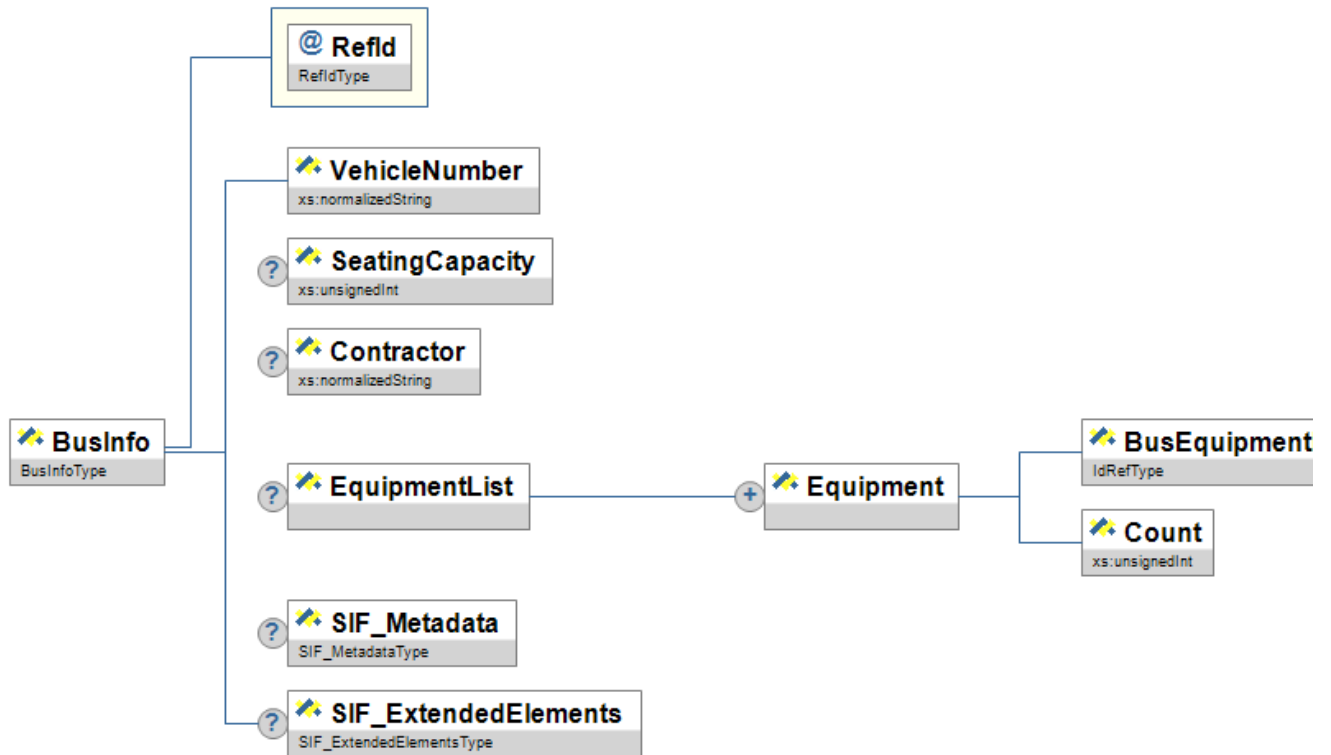 @ RefId
RefIdType
VehicleNumber
xs:normalizedString
? SeatingCapacity
xs:unsignedInt
? Contractor
xs:normalizedString
BusInfo
BusInfoType
? EquipmentList
+ Equipment
BusEquipment
IdRefType
Count
xs:unsignedInt
? SIF_Metadata
SIF_MetadataType
? SIF_ExtendedElements
SIF_ExtendedElementsType